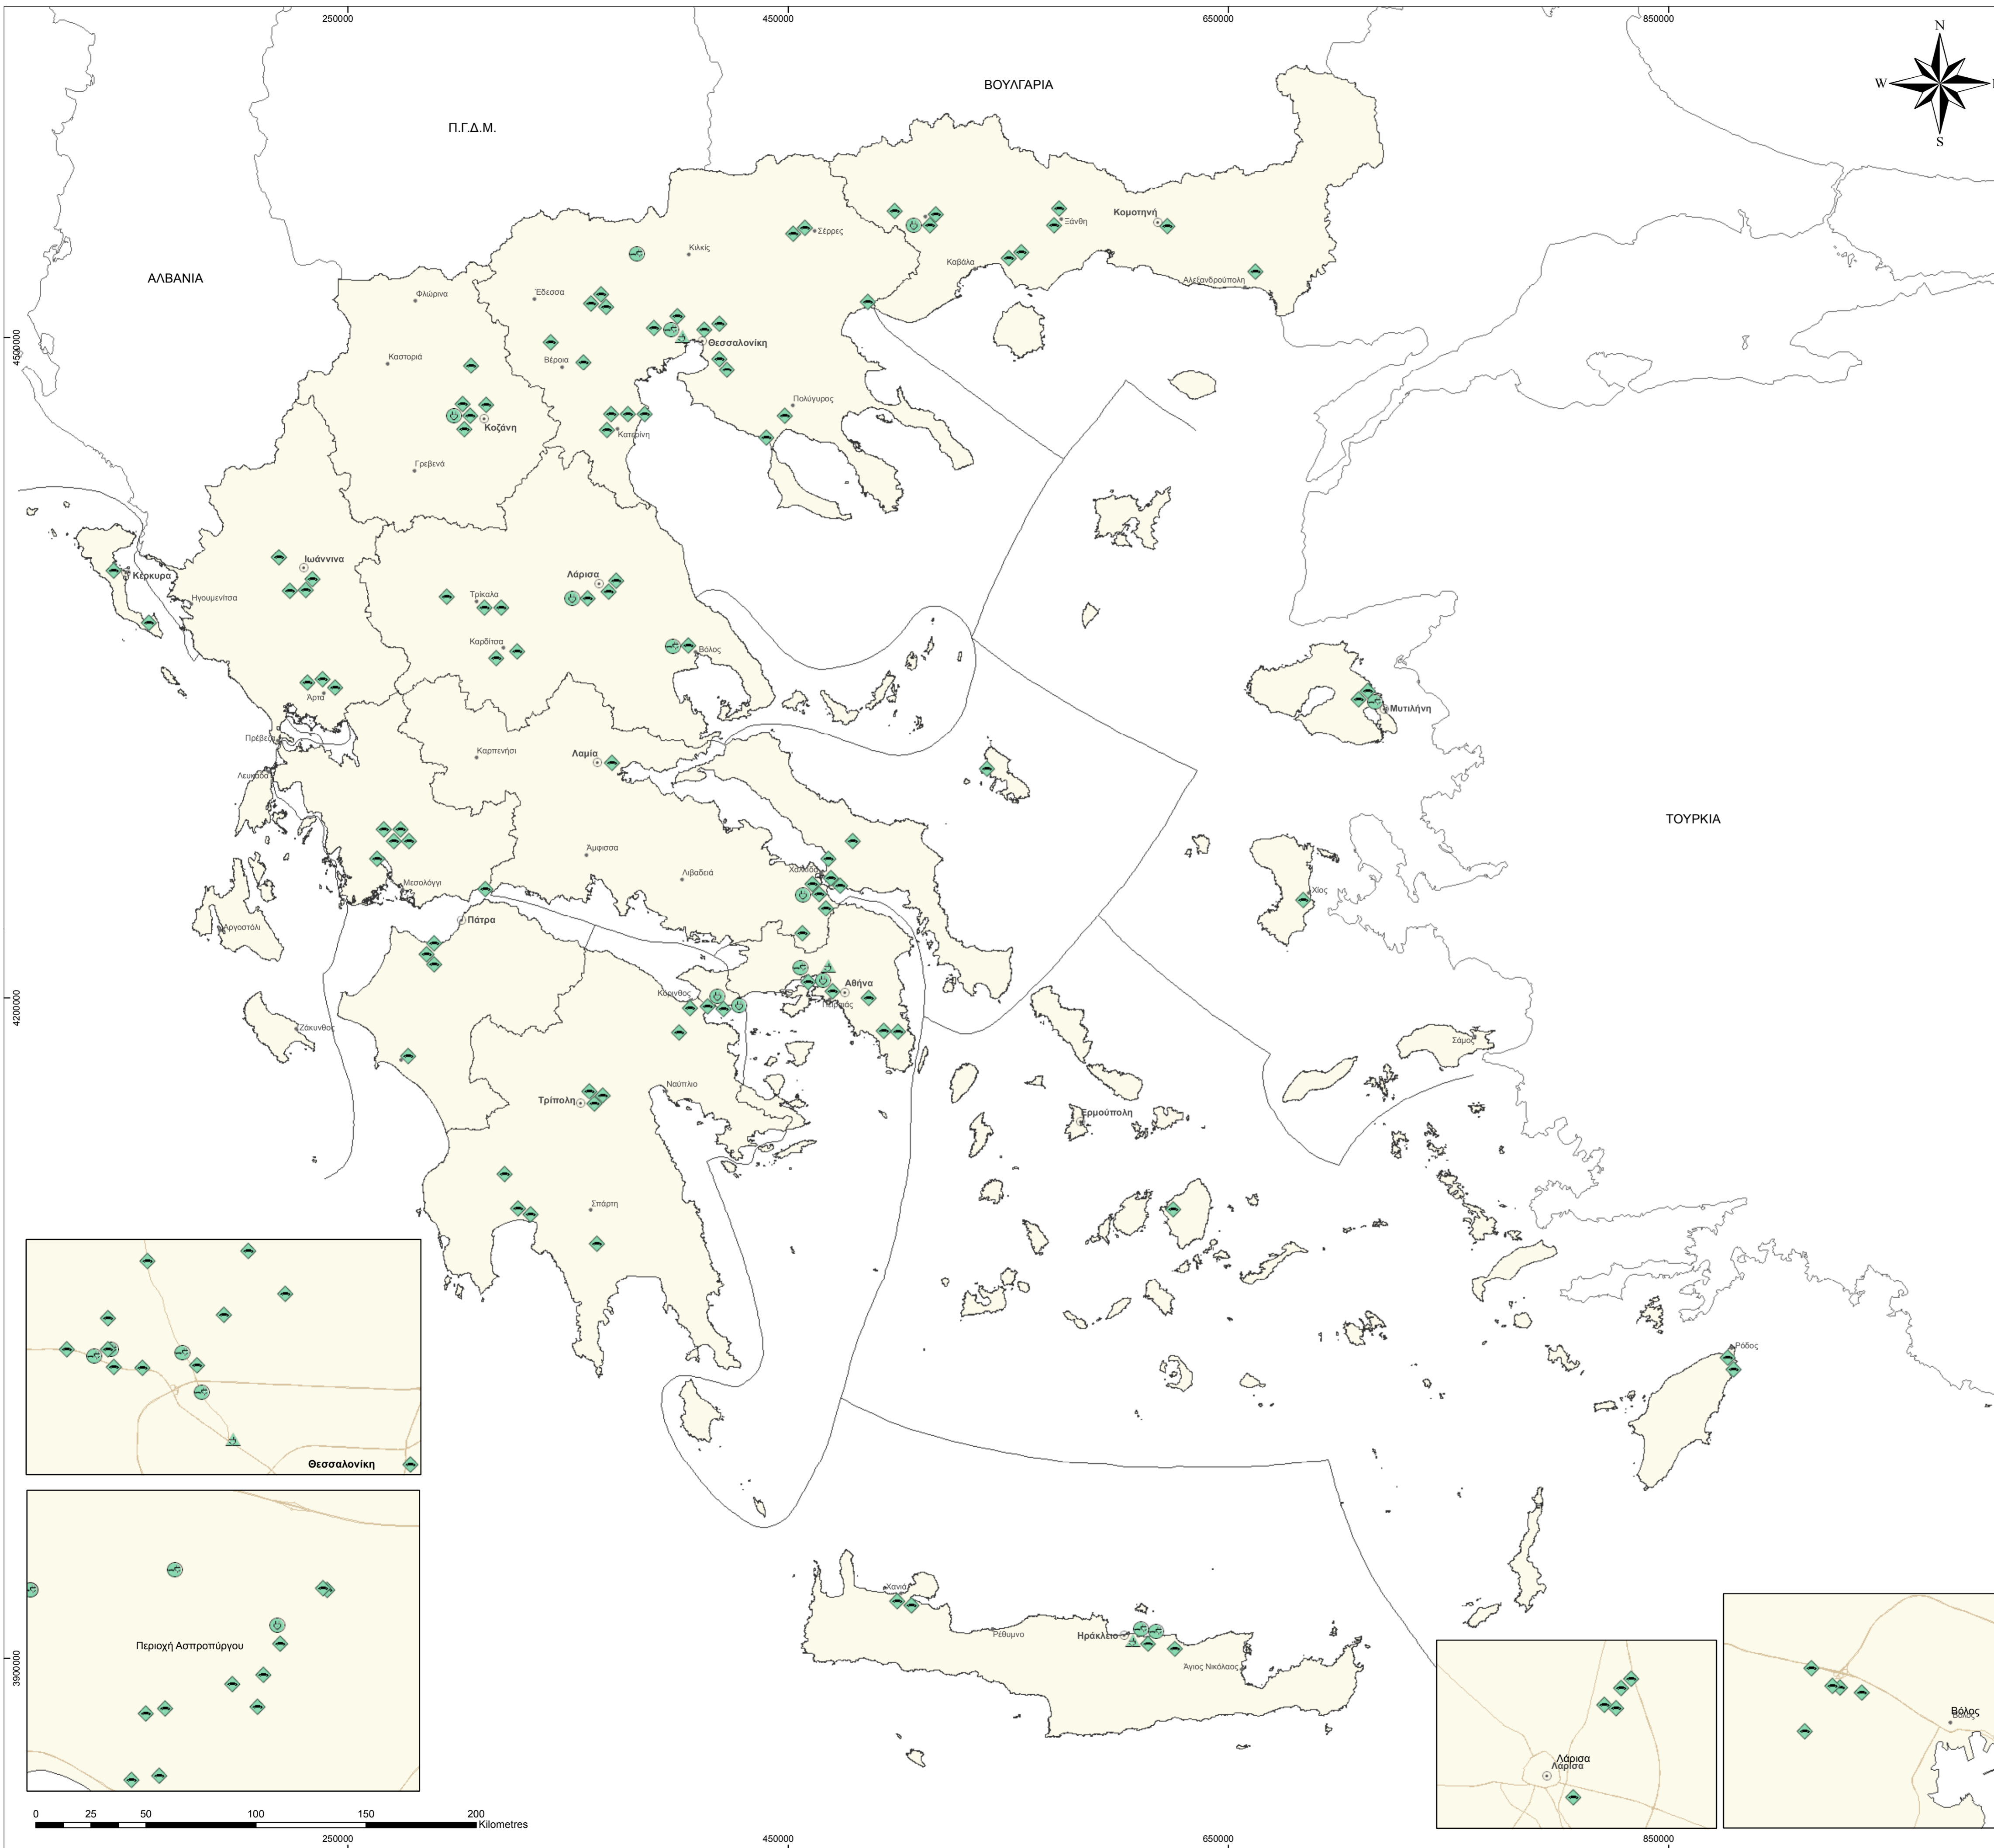 250000
450000
650000
850000
N
W
S
ΒΟΥΛΓΑΡΙΑ
Π.Γ.Δ.Μ.
ΑΛΒΑΝΙΑ
ΤΟΥΡΚΙΑ
4500000
4200000
3900000
Κομοτηνή
Ξάνθη
Σέρρες
Κιλκίς
Καβάλα
Αλεξανδρούπολη
Φλώρινα
Έδεσσα
Θεσσαλονίκη
Καστοριά
Βέροια
Πολύγυρος
Κοζάνη
Κατερίνη
Γρεβενά
Ιωάννινα
Κέρκυρα
Ηγουμενίτσα
Λάρισα
Τρίκαλα
Καρδίτσα
Βόλος
Άρτα
Πρέβεζα
Μυτιλήνη
Καρπενήσι
Λαμία
Λευκάδα
Άμφισσα
Λιβαδειά
Χαλκίδα
Μεσολόγγι
Χίος
Πάτρα
Αργοστόλι
Αθήνα
Πειραιάς
Κόρινθος
Ζάκυνθος
Σάμος
Ναύπλιο
Τρίπολη
Ερμούπολη
Σπάρτη
Ρόδος
Θεσσαλονίκη
Περιοχή Ασπροπύργου
Χανιά
Ρέθυμνο
Ηράκλειο
Άγιος Νικόλαος
Λάρισα
Λάρισα
Βόλος
Βόλος
0 25 50 100 150 200
Kilometres
250000
450000
650000
850000